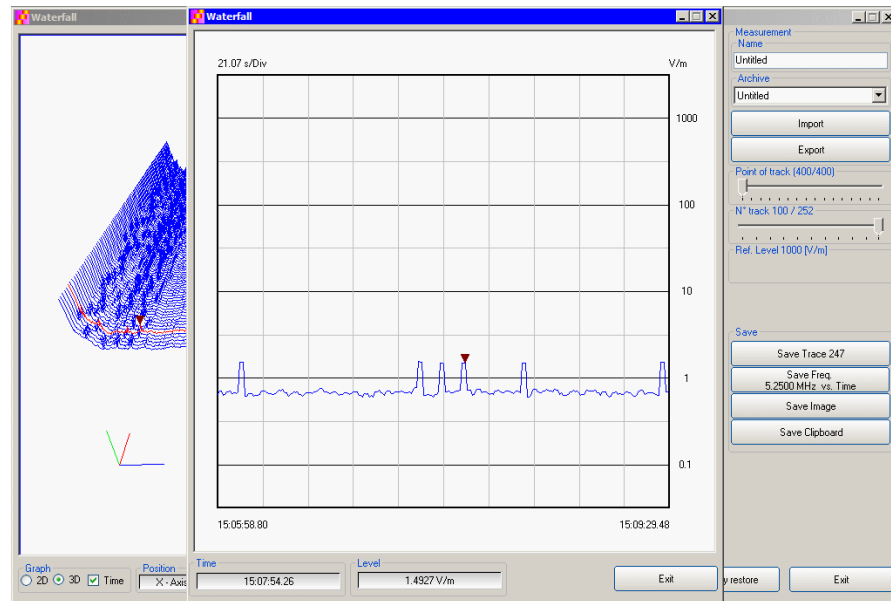 Waterfall
Waterfall
21.07 s/Div
V/m
1000
100
10
1
0.1
15:05:58.80
15:09:29.48
Time
15:07:54.26
Level
1.4927 V/m
Exit
Graph
2D
3D
Time
Position
X - Axis
Measurement
Name
Untitled
Archive
Untitled
Import
Export
Point of track (400/400)
N° track 100 / 252
Ref. Level 1000 [V/m]
Save
Save Trace 247
Save Freq.
5.2500 MHz vs. Time
Save Image
Save Clipboard
y restore
Exit